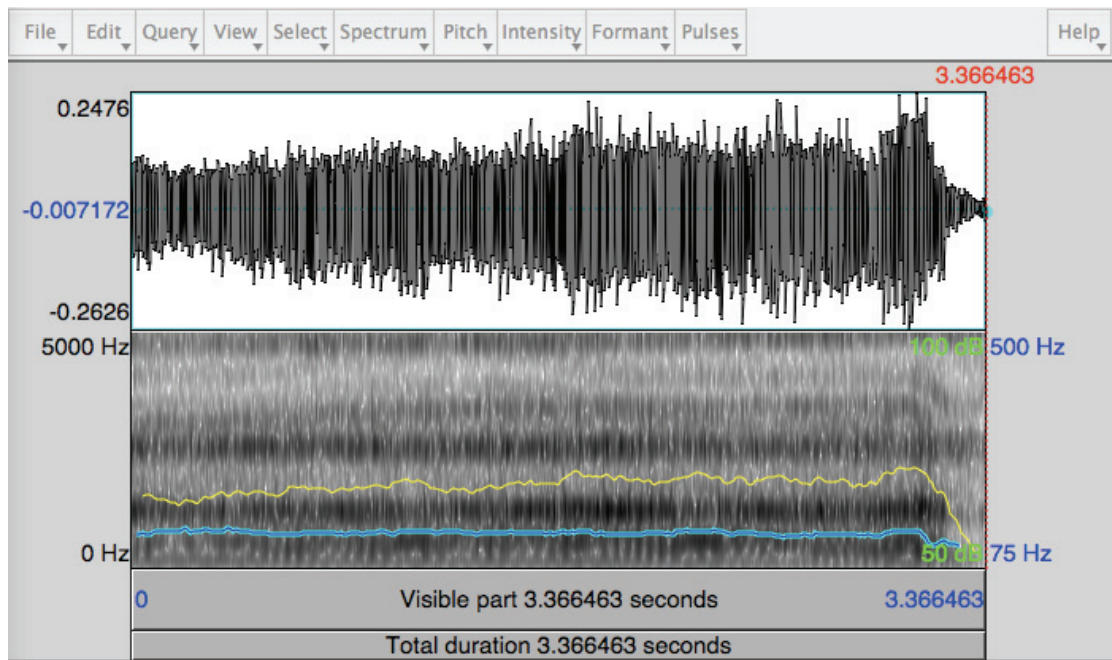 File Edit Query View Select Spectrum Pitch Intensity Formant Pulses Help
3.366463
0.2476
-0.007172
-0.2626
5000 Hz 100 dB 500 Hz
0 Hz 50 dB 75 Hz
0 Visible part 3.366463 seconds 3.366463
Total duration 3.366463 seconds